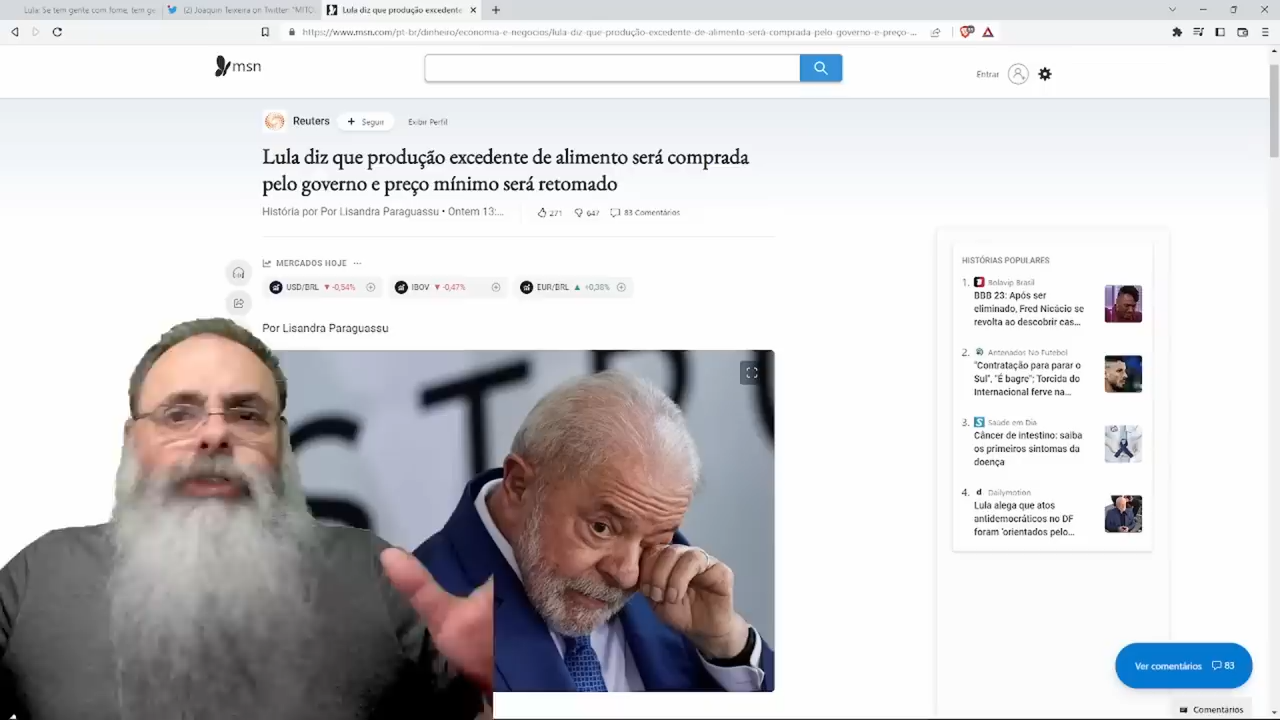 Lula: Se tem gente com fome, tem ge
(2) Joaquin Teixeira on Twitter: "MITO
Lula diz que produção excedente
https://www.msn.com/pt-br/dinheiro/economia-e-negocios/lula-diz-que-produção-excedente-de-alimento-será-comprada-pelo-governo-e-preço-...
msn
Entrar
Reuters
Seguir
Exibir Perfil
Lula diz que produção excedente de alimento será comprada
pelo governo e preço mínimo será retomado
História por Por Lisandra Paraguassu • Ontem 13:...
271
647
83 Comentários
MERCADOS HOJE ...
USD/BRL ▼ -0,54%
IBOV ▼ -0,47%
EUR/BRL ▲ +0,38%
Por Lisandra Paraguassu
HISTÓRIAS POPULARES
1. Bolavip Brasil
BBB 23: Após ser
eliminado, Fred Nicácio se
revolta ao descobrir cas...
2. Antenados No Futebol
"Contratação para parar o
Sul", "É bagre"; Torcida do
Internacional ferve na...
3. Saúde em Dia
Câncer de intestino: saiba
os primeiros sintomas da
doença
4. Dailymotion
Lula alega que atos
antidemocráticos no DF
foram 'orientados pelo...
Ver comentários 83
Comentários